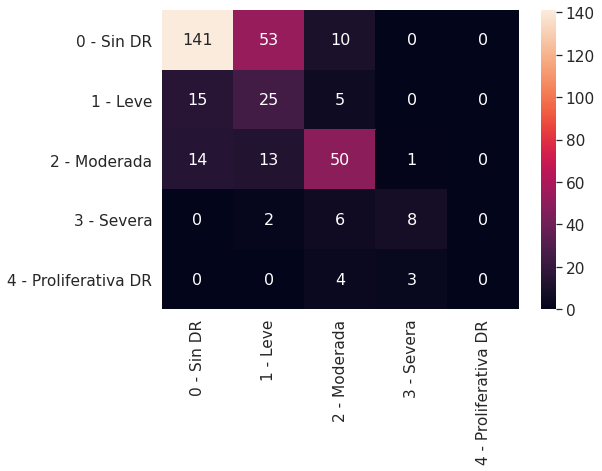 0 - Sin DR 141 53 10 0 0
1 - Leve 15 25 5 0 0
2 - Moderada 14 13 50 1 0
3 - Severa 0 2 6 8 0
4 - Proliferativa DR 0 0 4 3 0
0 - Sin DR
1 - Leve
2 - Moderada
3 - Severa
4 - Proliferativa DR
140
120
100
80
60
40
20
0